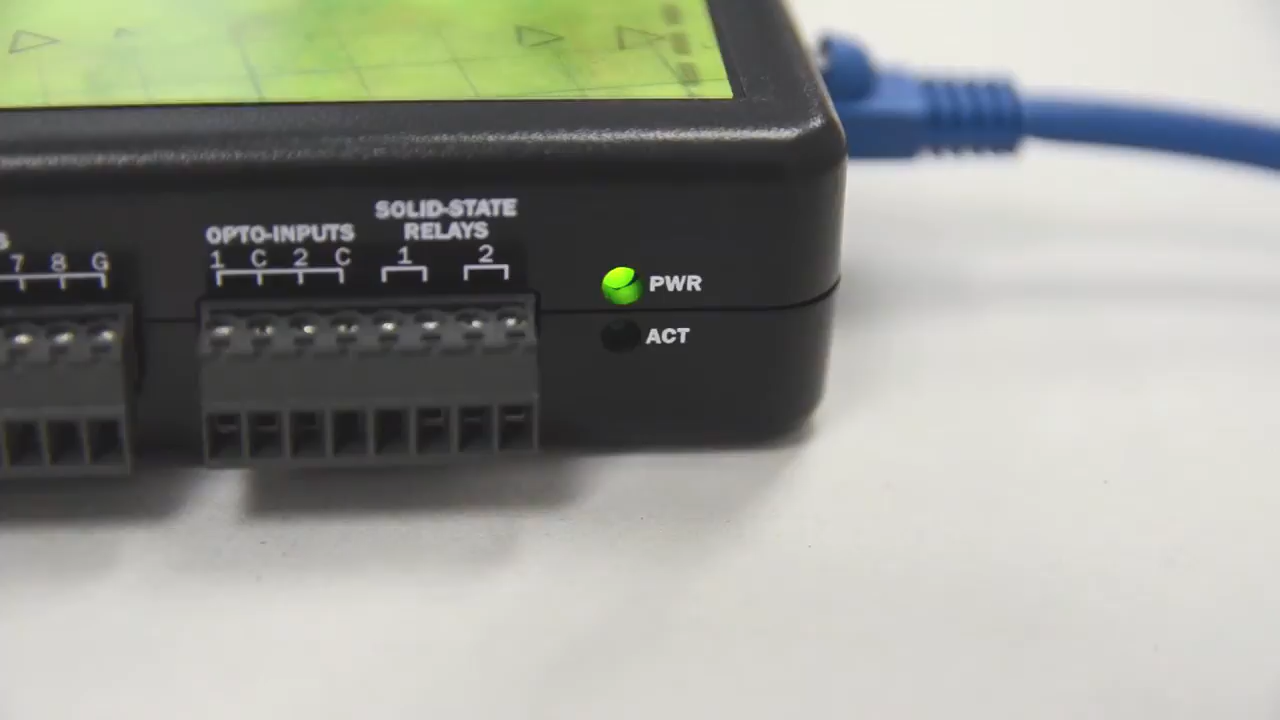 SOLID-STATE
OPTO-INPUTS RELAYS
7 8 G 1 C 2 C 1 2
PWR
ACT